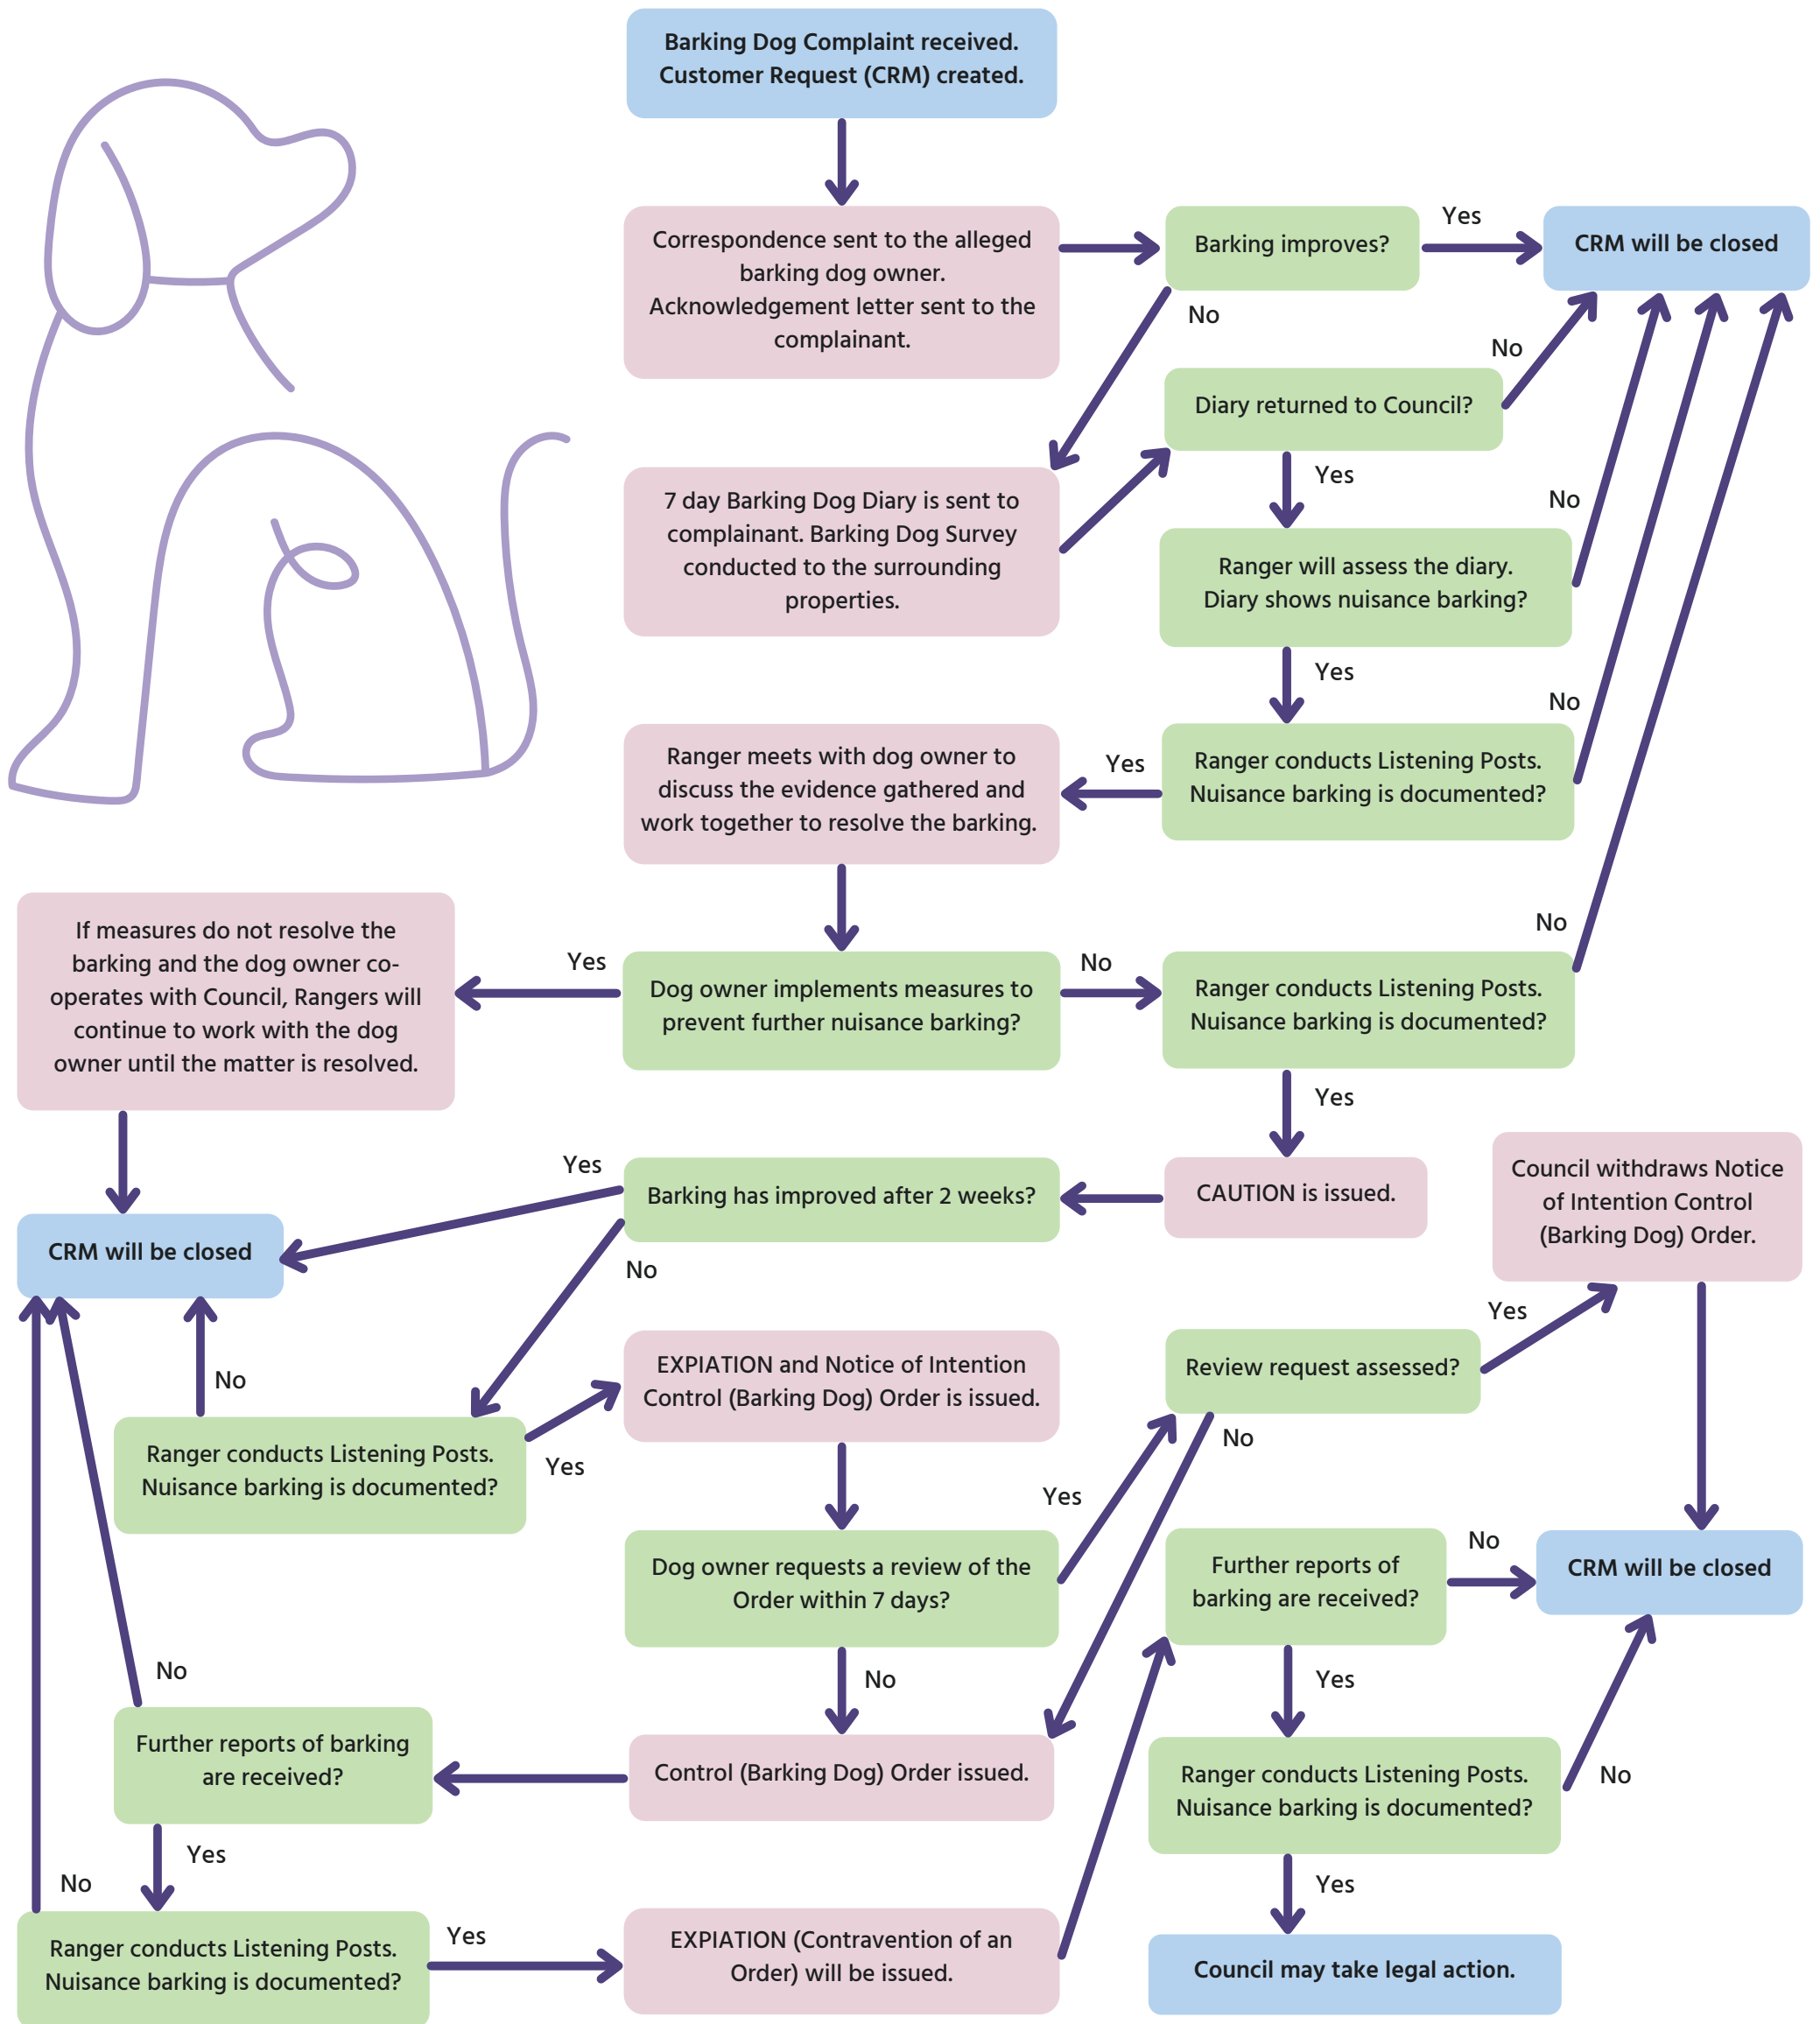 Barking Dog Complaint received.
Customer Request (CRM) created.
Correspondence sent to the alleged
barking dog owner.
Acknowledgement letter sent to the
complainant.
Barking improves?
Yes
CRM will be closed
No
Diary returned to Council?
No
Yes
7 day Barking Dog Diary is sent to
complainant. Barking Dog Survey
conducted to the surrounding
properties.
Ranger will assess the diary.
Diary shows nuisance barking?
No
Yes
Ranger conducts Listening Posts.
Nuisance barking is documented?
No
Yes
Ranger meets with dog owner to
discuss the evidence gathered and
work together to resolve the barking.
Dog owner implements measures to
prevent further nuisance barking?
Yes
If measures do not resolve the
barking and the dog owner co-
operates with Council, Rangers will
continue to work with the dog
owner until the matter is resolved.
No
Ranger conducts Listening Posts.
Nuisance barking is documented?
No
Yes
CAUTION is issued.
Barking has improved after 2 weeks?
Yes
CRM will be closed
No
Ranger conducts Listening Posts.
Nuisance barking is documented?
No
Yes
EXPIATION and Notice of Intention
Control (Barking Dog) Order is issued.
Dog owner requests a review of the
Order within 7 days?
Yes
Review request assessed?
Yes
Council withdraws Notice
of Intention Control
(Barking Dog) Order.
No
No
Control (Barking Dog) Order issued.
Further reports of barking
are received?
No
Yes
Ranger conducts Listening Posts.
Nuisance barking is documented?
No
Yes
EXPIATION (Contravention of an
Order) will be issued.
Further reports of
barking are received?
No
CRM will be closed
Yes
Ranger conducts Listening Posts.
Nuisance barking is documented?
No
Yes
Council may take legal action.